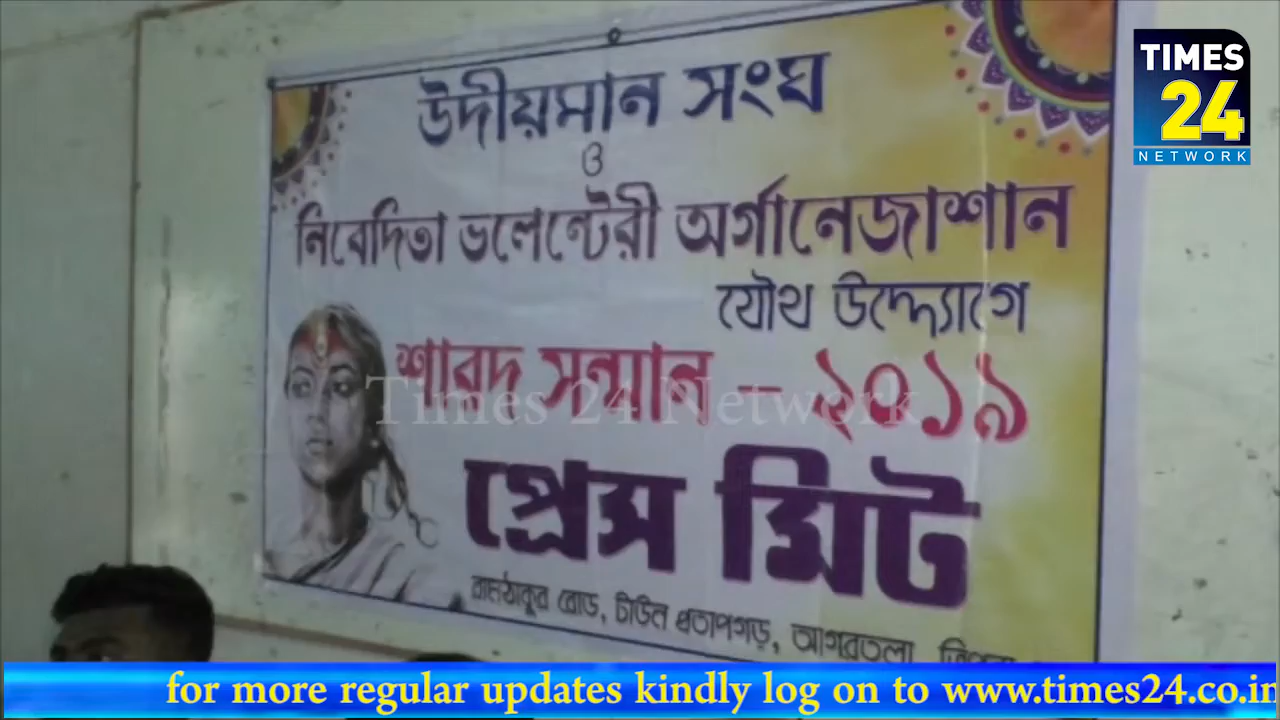 TIMES
24
NETWORK
উদীয়মান সংঘ
ও
নিবেদিতা ভলেন্টেরী অর্গানেজাশান
যৌথ উদ্দ্যোগে
শারদ সন্মান - ২০১৯
Times 24 Network
প্রেস মিট
রামঠাকুর রোড, টাউন প্রতাপগড়, আগরতলা
for more regular updates kindly log on to www.times24.co.in